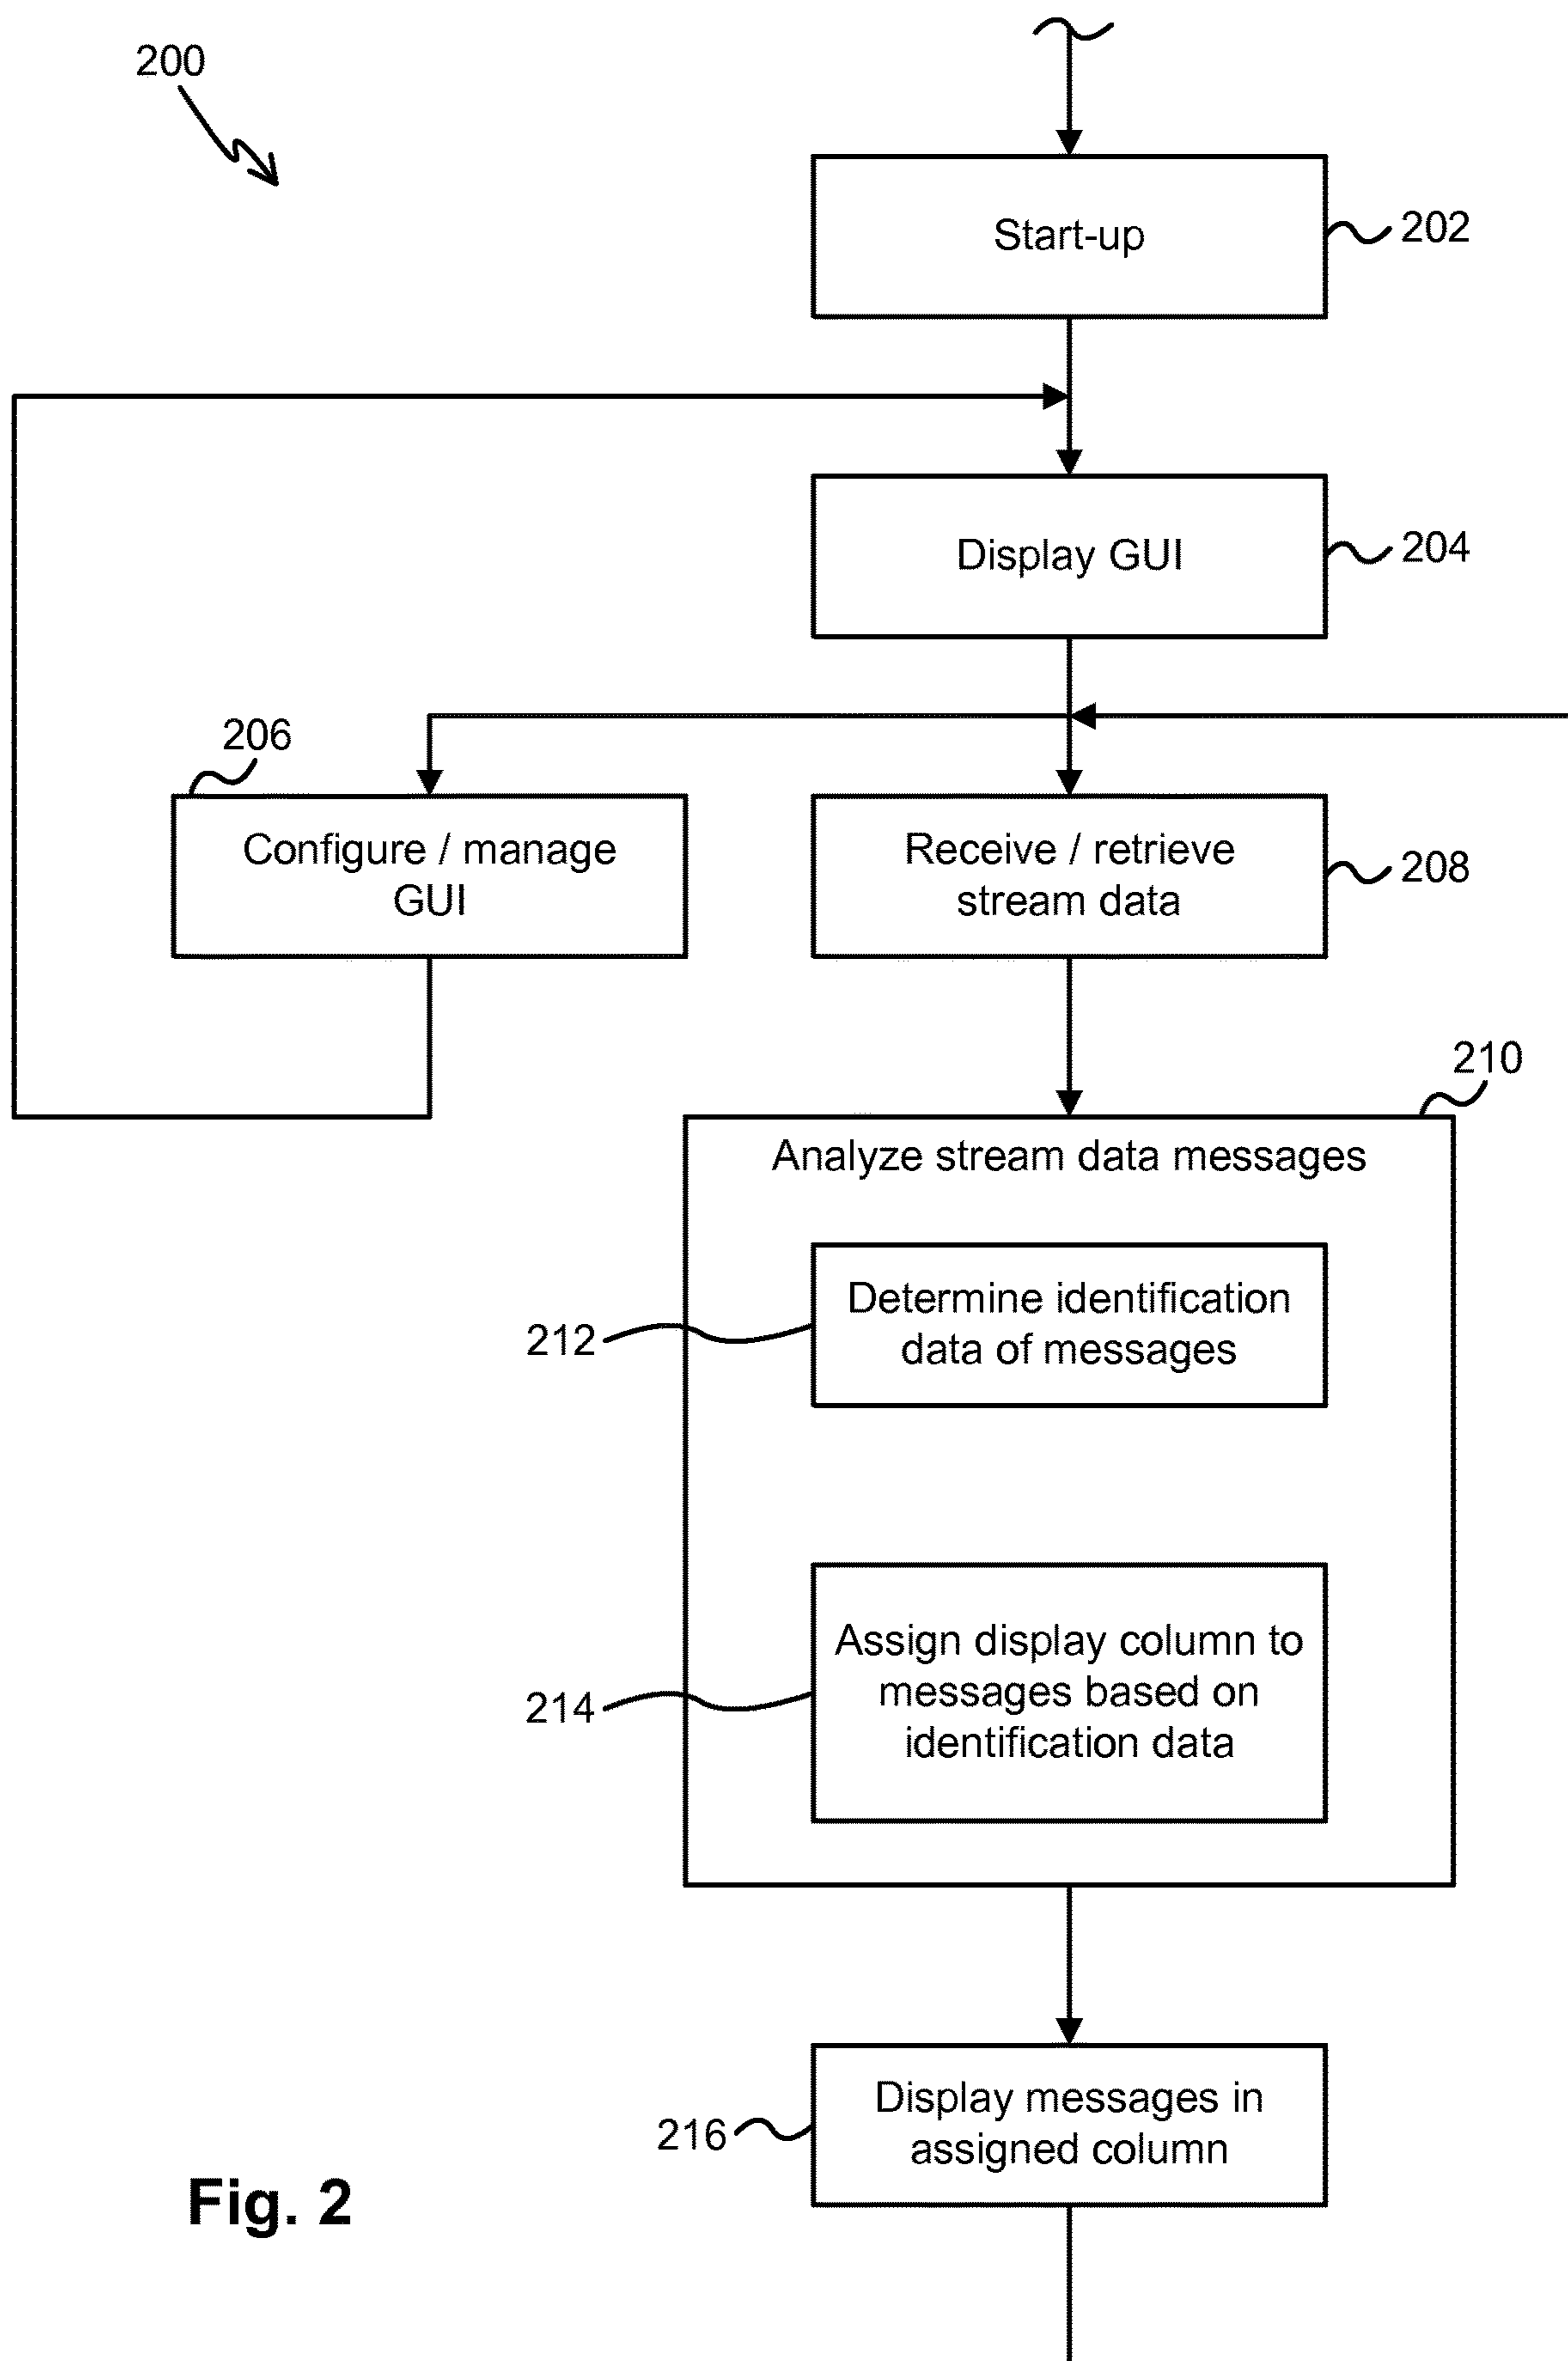 200
Start-up
202
Display GUI
204
206
Configure / manage
GUI
Receive / retrieve
stream data
208
210
Analyze stream data messages
Determine identification
data of messages
212
Assign display column to
messages based on
identification data
214
Display messages in
assigned column
216
Fig. 2